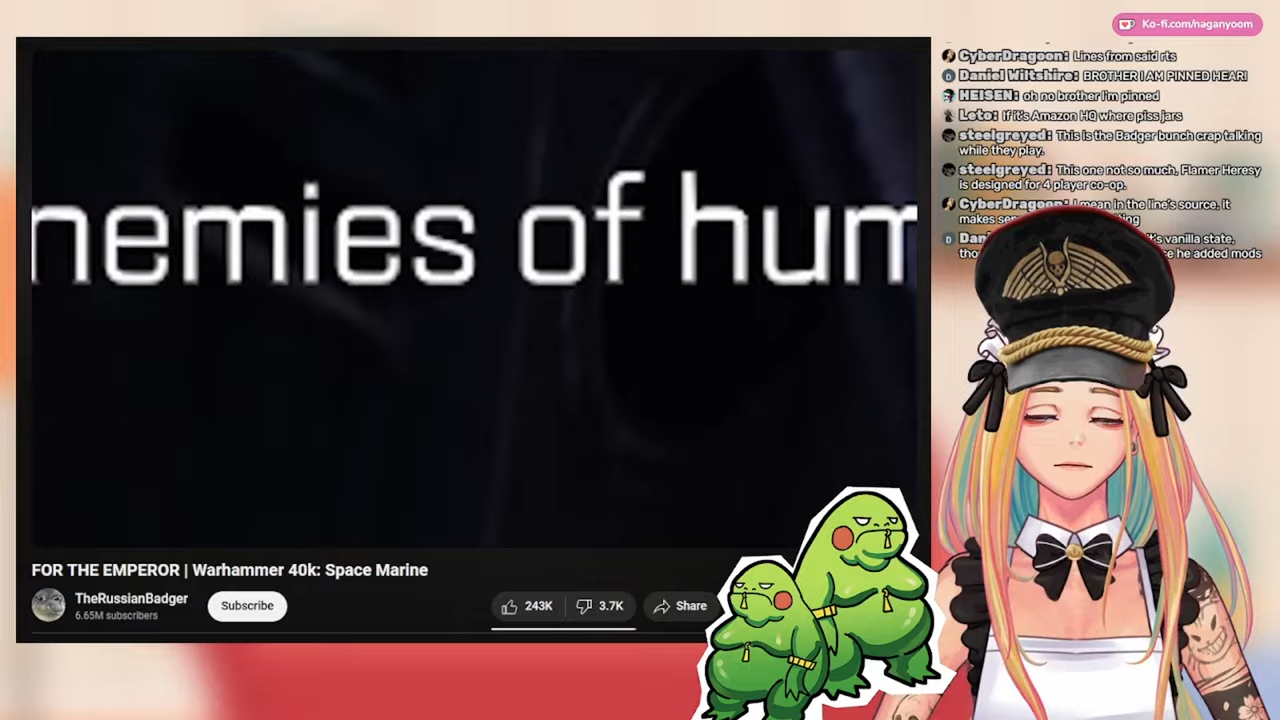 Ko-fi.com/naganyoom
nemies of hum
CyberDragoon: Lines from said rts
Daniel Wiltshire: BROTHER I AM PINNED HEAR!
HEISEN: oh no brother I'm pinned
Leto: If it's Amazon HQ where piss jars
steelgreyed: This is the Badger bunch crap talking
while they play.
steelgreyed: This one not so much, Flamer Heresy
is designed for 4 player co-op.
CyberDragoon: I mean in the line's source, it
makes
Dan 's vanilla state,
he added mods
FOR THE EMPEROR | Warhammer 40k: Space Marine
TheRussianBadger
6.65M subscribers
Subscribe
243K
3.7K
Share